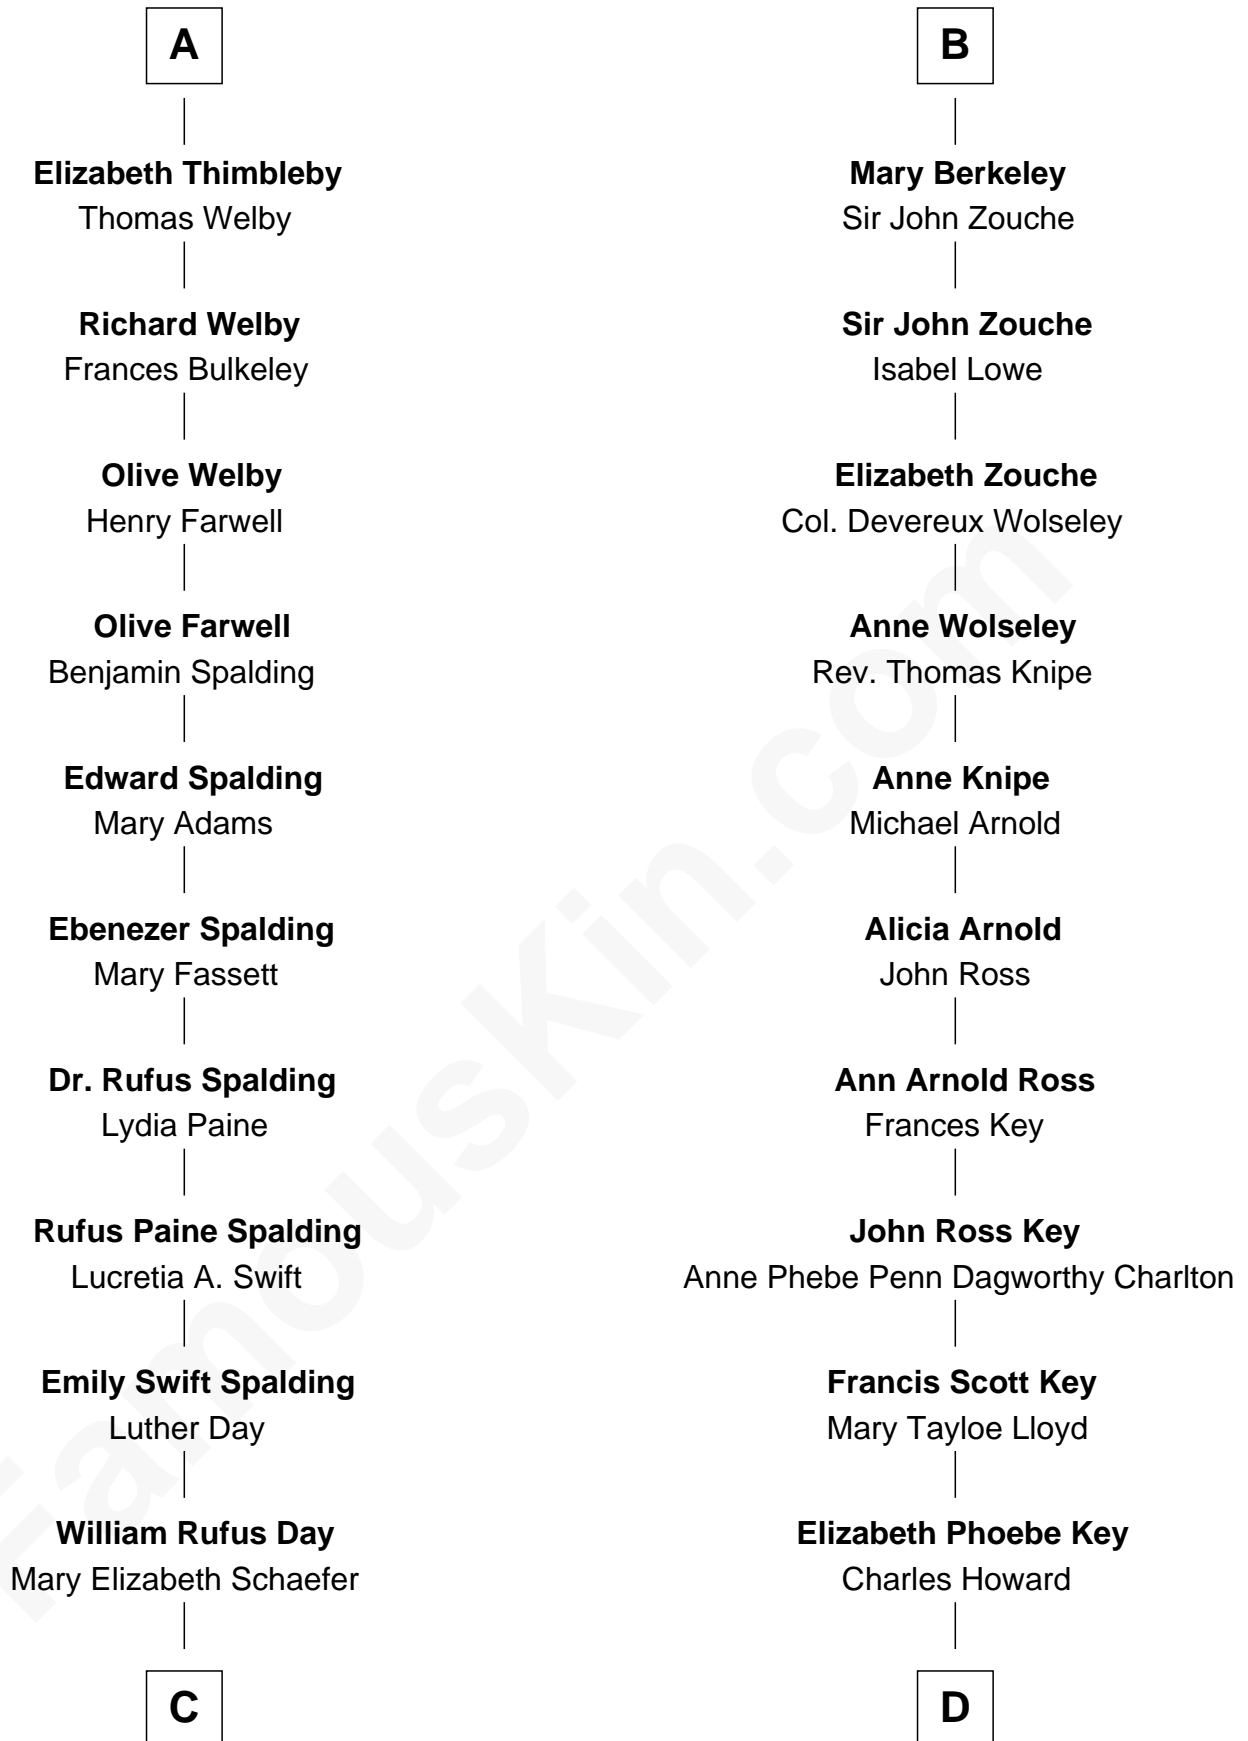 A
Elizabeth Thimbleby
Thomas Welby
Richard Welby
Frances Bulkeley
Olive Welby
Henry Farwell
Olive Farwell
Benjamin Spalding
Edward Spalding
Mary Adams
Ebenezer Spalding
Mary Fassett
Dr. Rufus Spalding
Lydia Paine
Rufus Paine Spalding
Lucretia A. Swift
Emily Swift Spalding
Luther Day
William Rufus Day
Mary Elizabeth Schaefer
C
B
Mary Berkeley
Sir John Zouche
Sir John Zouche
Isabel Lowe
Elizabeth Zouche
Col. Devereux Wolseley
Anne Wolseley
Rev. Thomas Knipe
Anne Knipe
Michael Arnold
Alicia Arnold
John Ross
Ann Arnold Ross
Frances Key
John Ross Key
Anne Phebe Penn Dagworthy Charlton
Francis Scott Key
Mary Tayloe Lloyd
Elizabeth Phoebe Key
Charles Howard
D
FamousKin.com